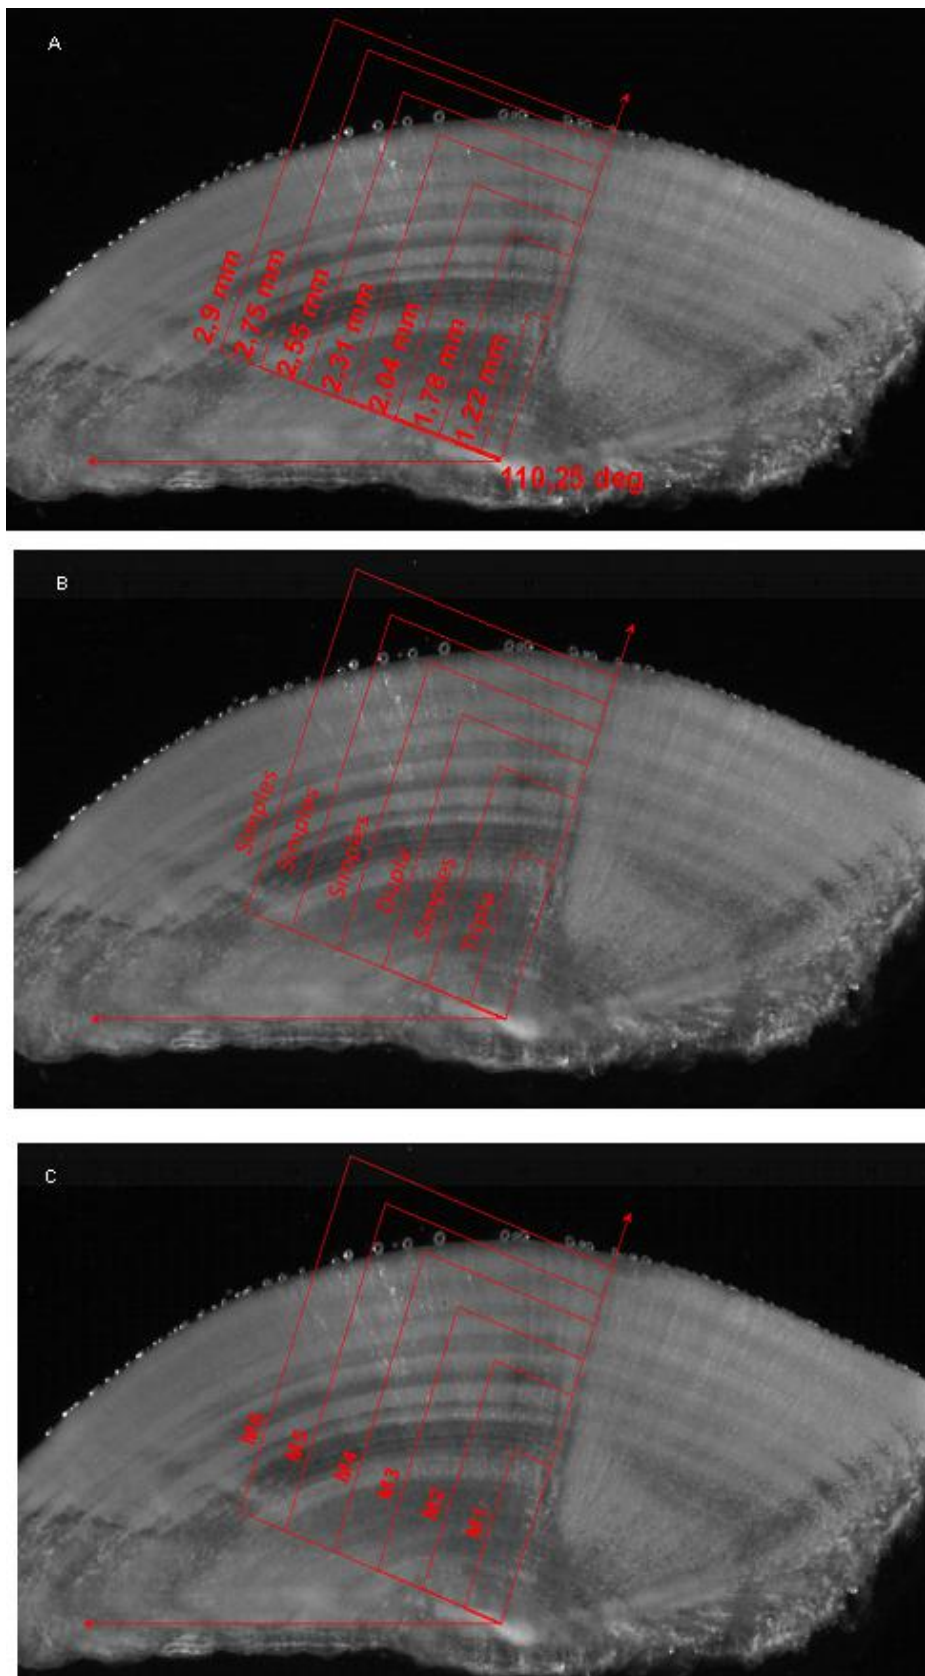 A
2,9 mm
2,75 mm
2,55 mm
2,31 mm
2,04 mm
1,78 mm
1,22 mm
110,25 deg
B
Simples
Simples
Simples
Dupla
Simples
Tripla
C
M6
M5
M4
M3
M2
M1